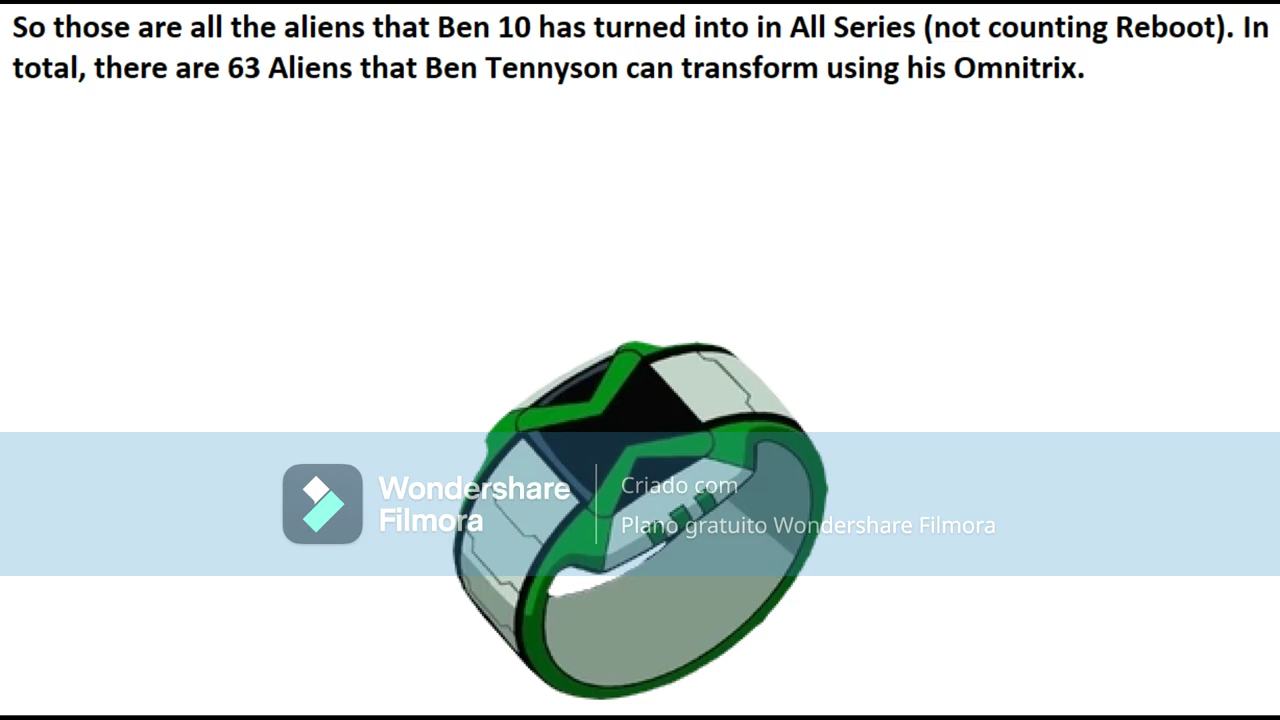 So those are all the aliens that Ben 10 has turned into in All Series (not counting Reboot). In
total, there are 63 Aliens that Ben Tennyson can transform using his Omnitrix.
Wondershare
Filmora
Criado com
Plano gratuito Wondershare Filmora